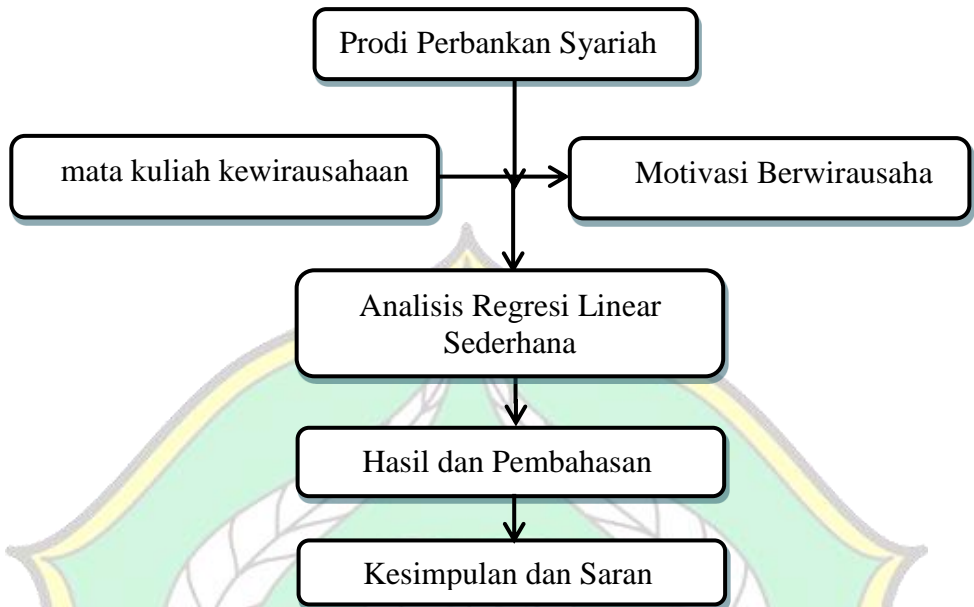 Prodi Perbankan Syariah
mata kuliah kewirausahaan
Motivasi Berwirausaha
Analisis Regresi Linear
Sederhana
Hasil dan Pembahasan
Kesimpulan dan Saran